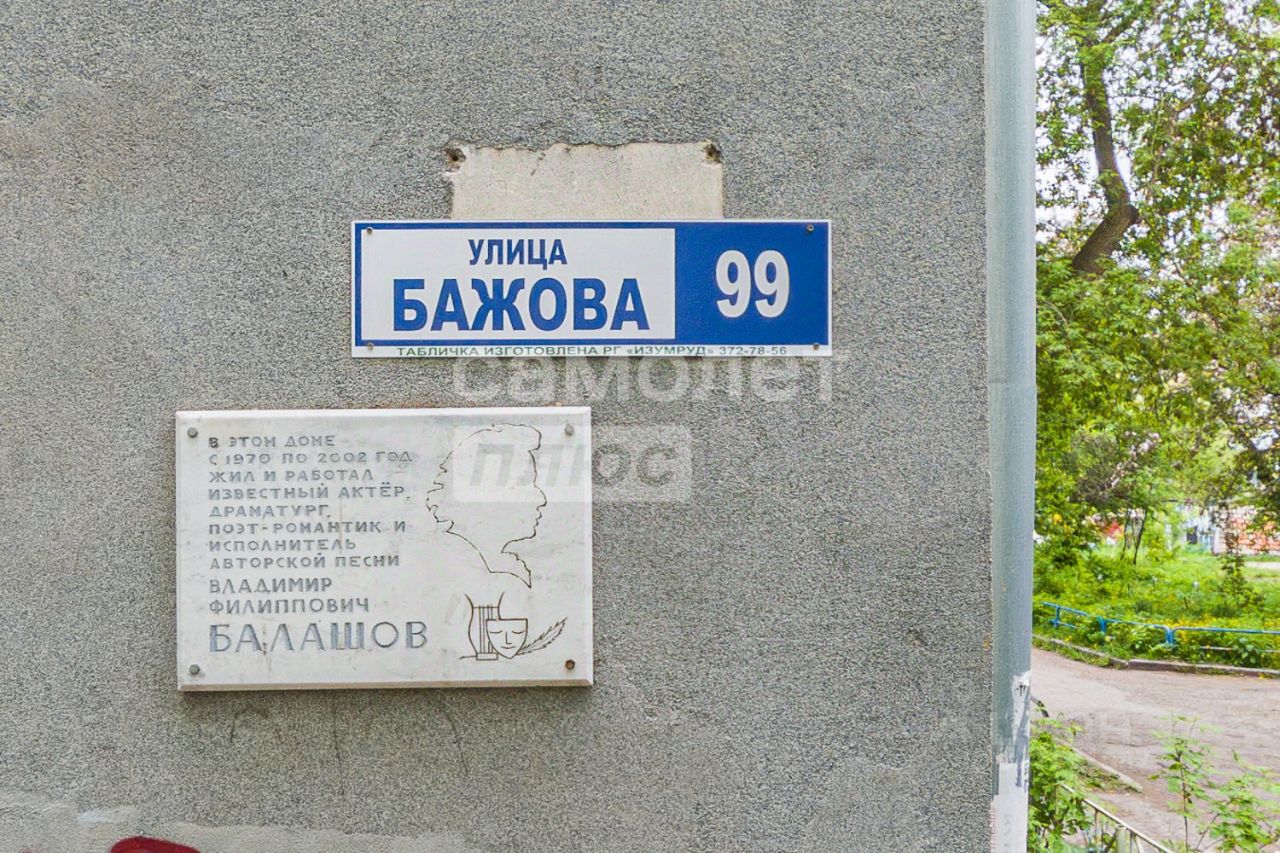 УЛИЦА
БАЖОВА
99
ТАБЛИЧКА ИЗГОТОВЛЕНА РГ «ИЗУМРУД» 372-78-56
самолет
плюс
В ЭТОМ ДОМЕ
С 1970 ПО 2002 ГОД
ЖИЛ И РАБОТАЛ
ИЗВЕСТНЫЙ АКТЁР,
ДРАМАТУРГ,
ПОЭТ-РОМАНТИК И
ИСПОЛНИТЕЛЬ
АВТОРСКОЙ ПЕСНИ
ВЛАДИМИР
ФИЛИППОВИЧ
БАЛАШОВ